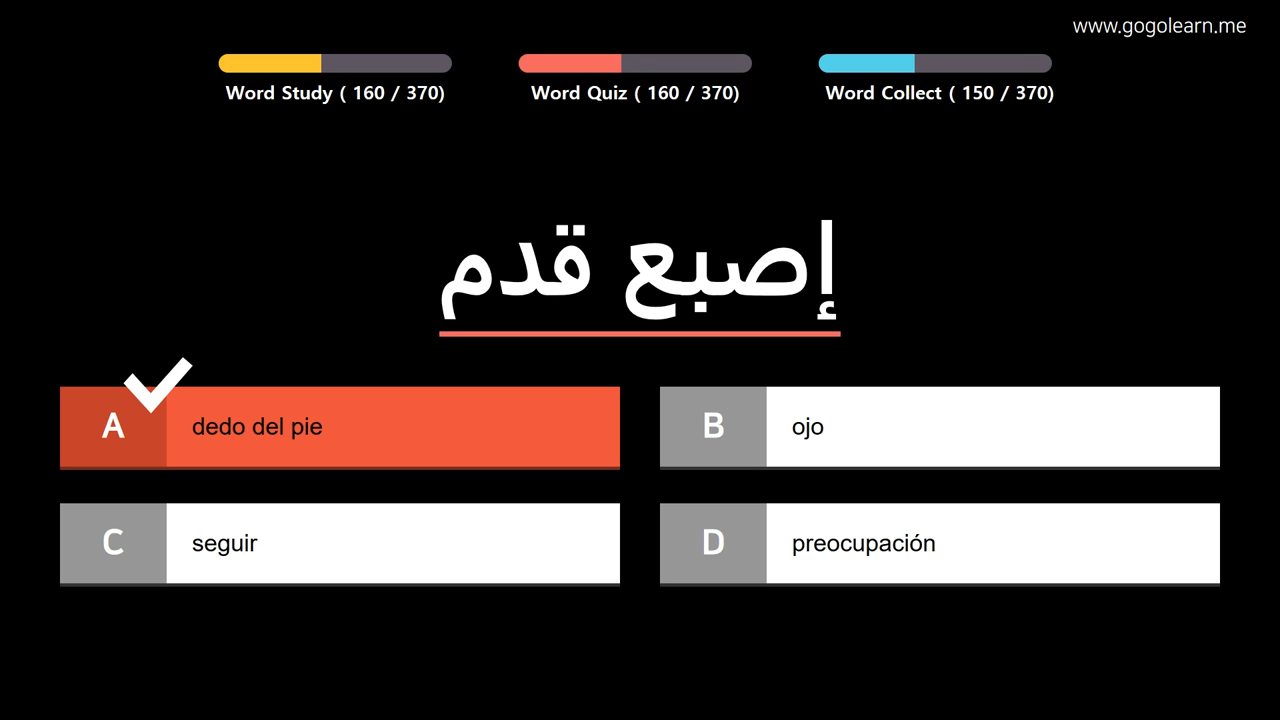 www.gogolearn.me
Word Study ( 160 / 370)
Word Quiz ( 160 / 370)
Word Collect ( 150 / 370)
إصبع قدم
A dedo del pie
B ojo
C seguir
D preocupación